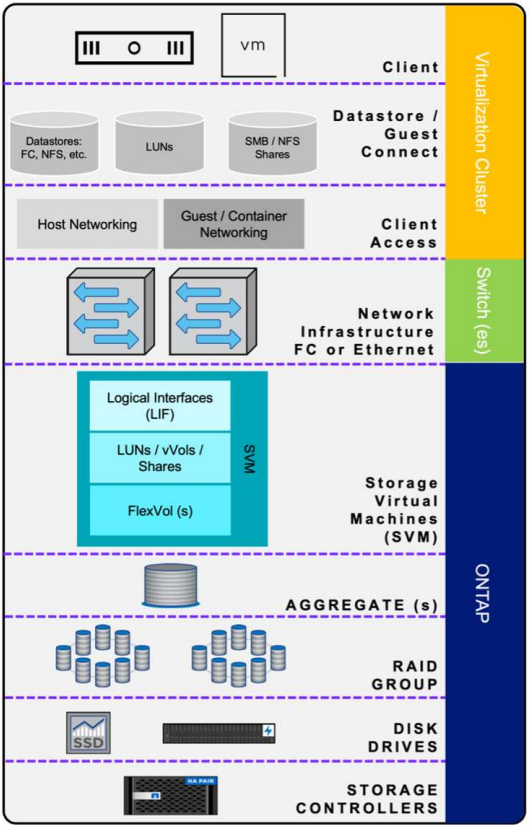 vm
Client
Datastores:
FC, NFS, etc.
LUNs
SMB / NFS
Shares
Datastore /
Guest
Connect
Host Networking
Guest / Container
Networking
Client
Access
Virtualization Cluster
Network
Infrastructure
FC or Ethernet
Switch (es)
Logical Interfaces
(LIF)
LUNs / vVols /
Shares
FlexVol (s)
SVM
Storage
Virtual
Machines
(SVM)
AGGREGATE (s)
RAID
GROUP
SSD
DISK
DRIVES
HA PAIR
STORAGE
CONTROLLERS
ONTAP